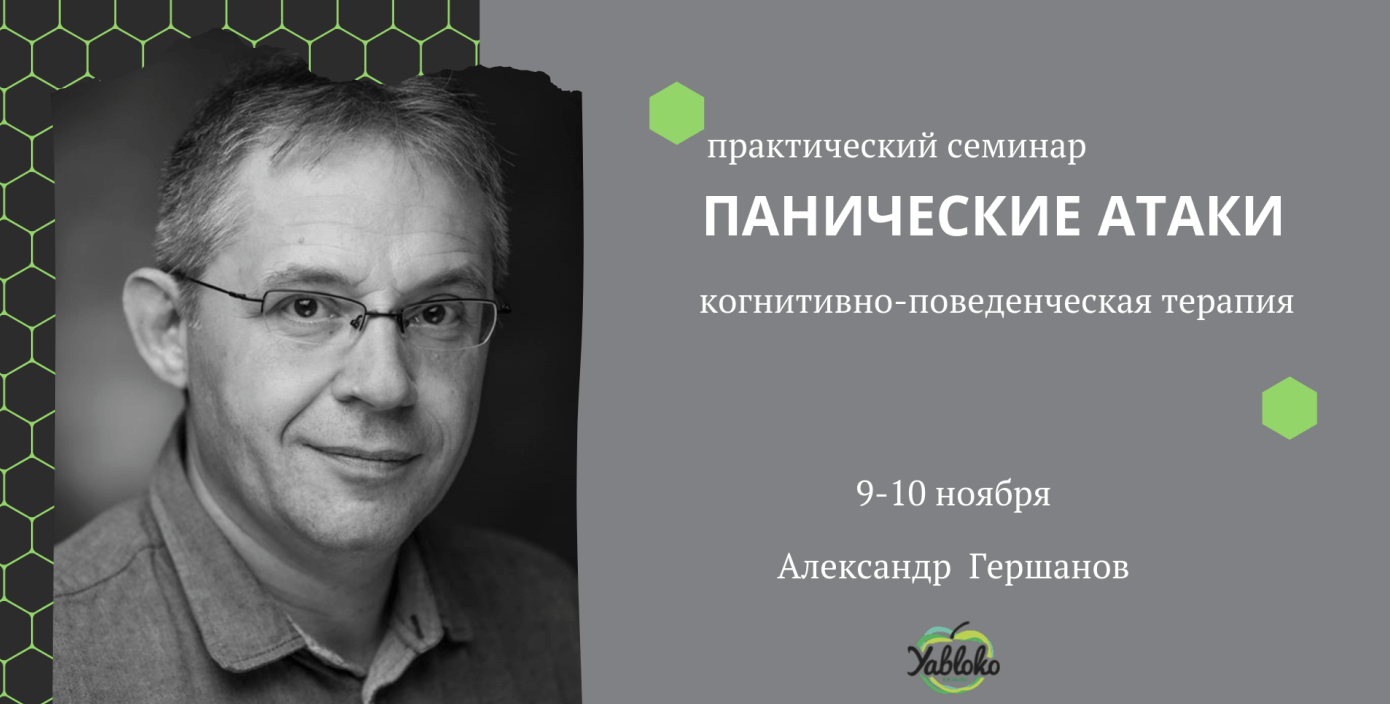 практический семинар
ПАНИЧЕСКИЕ АТАКИ
когнитивно-поведенческая терапия
9-10 ноября
Александр Гершанов
Yabloko